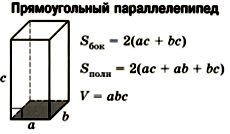 Прямоугольный параллелепипед
Sбок = 2(ac + bc)
Sполн = 2(ac + ab + bc)
V = abc
c
b
a